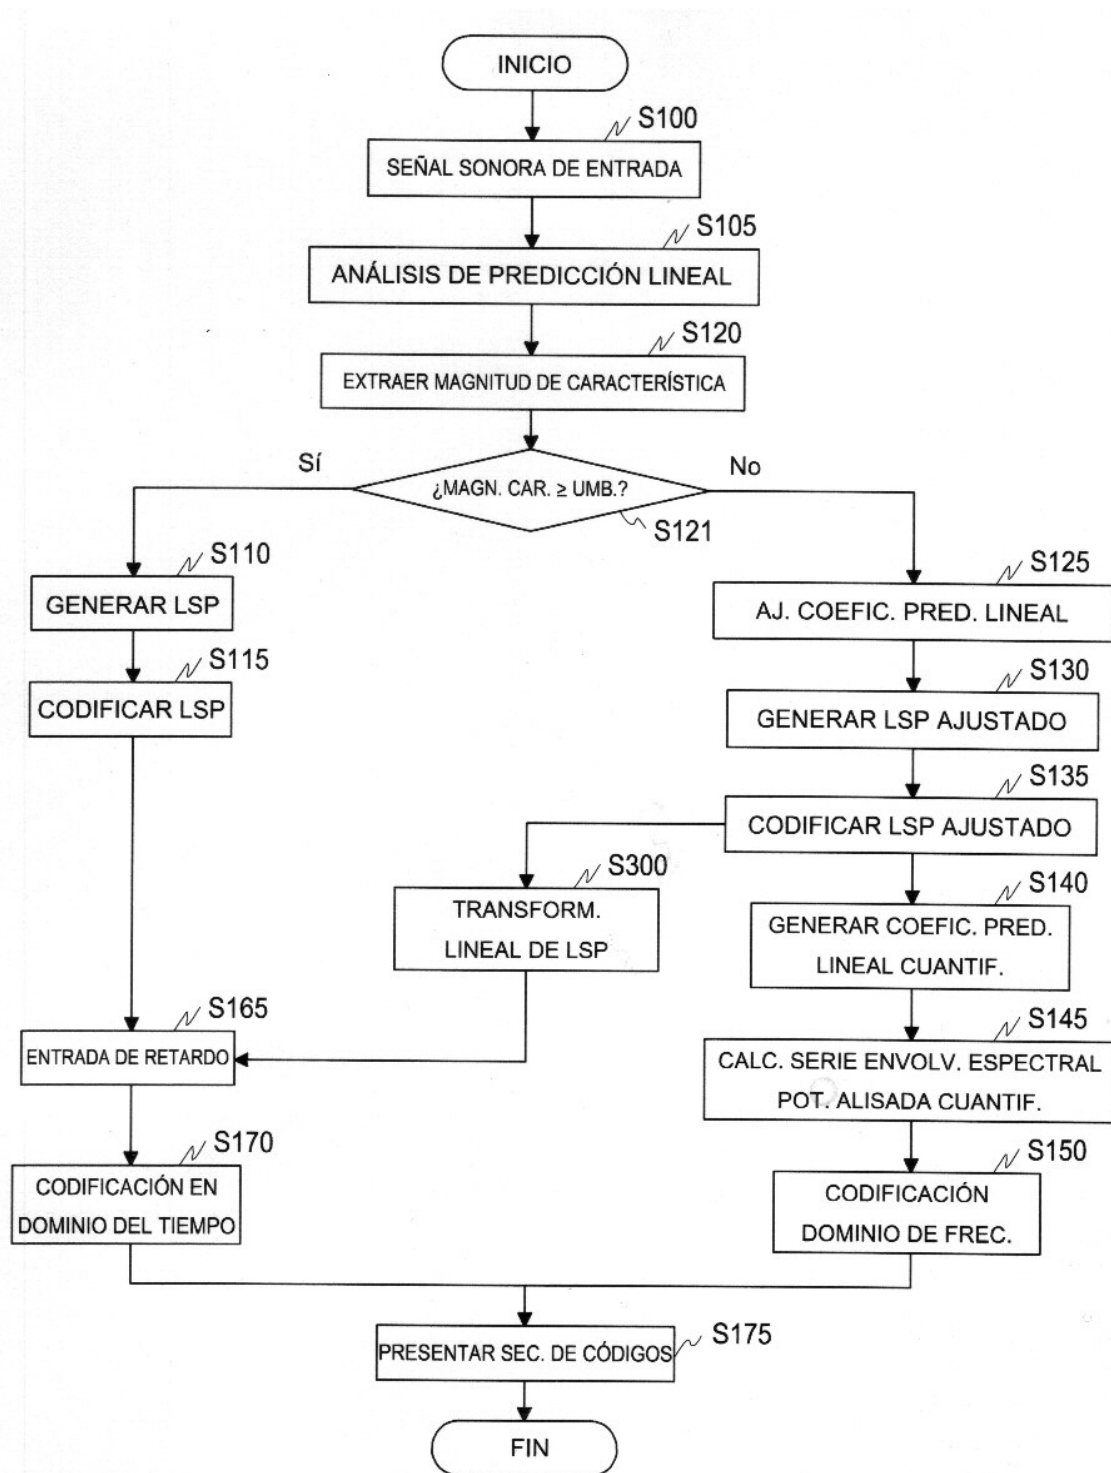 INICIO
S100
SEÑAL SONORA DE ENTRADA
S105
ANÁLISIS DE PREDICCIÓN LINEAL
S120
EXTRAER MAGNITUD DE CARACTERÍSTICA
Sí
No
¿MAGN. CAR. ≥ UMB.?
S121
S110
GENERAR LSP
S125
AJ. COEFIC. PRED. LINEAL
S115
CODIFICAR LSP
S130
GENERAR LSP AJUSTADO
S135
CODIFICAR LSP AJUSTADO
S300
TRANSFORM.
LINEAL DE LSP
S140
GENERAR COEFIC. PRED.
LINEAL CUANTIF.
S165
ENTRADA DE RETARDO
S145
CALC. SERIE ENVOLV. ESPECTRAL
POT. ALISADA CUANTIF.
S170
CODIFICACIÓN EN
DOMINIO DEL TIEMPO
S150
CODIFICACIÓN
DOMINIO DE FREC.
S175
PRESENTAR SEC. DE CÓDIGOS
FIN